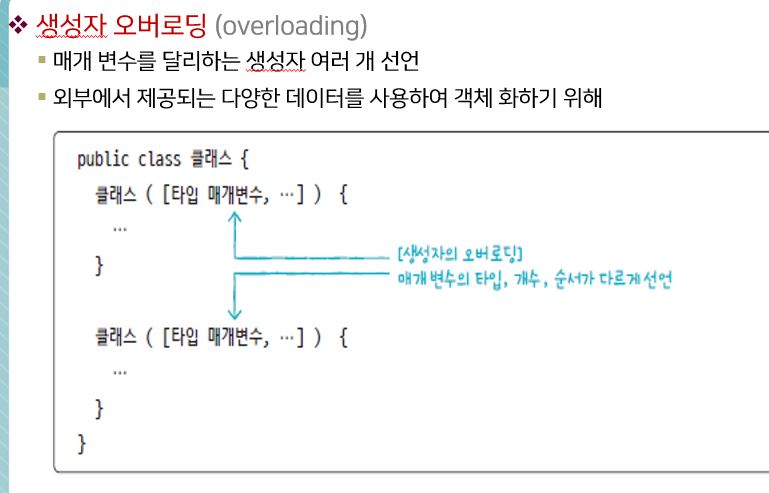 ❖ 생성자 오버로딩 (overloading)
▪ 매개 변수를 달리하는 생성자 여러 개 선언
▪ 외부에서 제공되는 다양한 데이터를 사용하여 객체 화하기 위해
public class 클래스 {
클래스 ( [타입 매개변수, …] ) {
…
}
[생성자의 오버로딩]
매개변수의 타입, 개수, 순서가 다르게 선언
클래스 ( [타입 매개변수, …] ) {
…
}
}